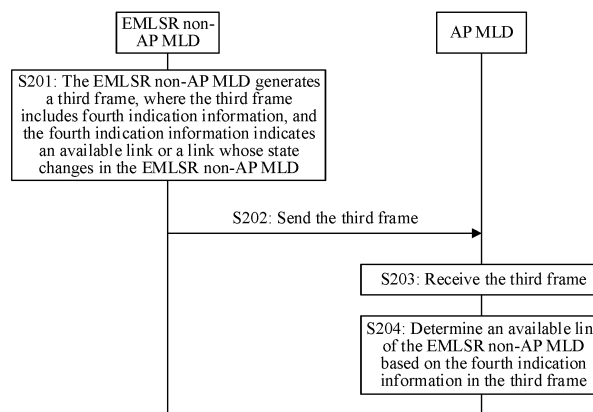 EMLSR non-
AP MLD
AP MLD
S201: The EMLSR non-AP MLD generates
a third frame, where the third frame
includes fourth indication information, and
the fourth indication information indicates
an available link or a link whose state
changes in the EMLSR non-AP MLD
S202: Send the third frame
S203: Receive the third frame
S204: Determine an available lin
of the EMLSR non-AP MLD
based on the fourth indication
information in the third frame